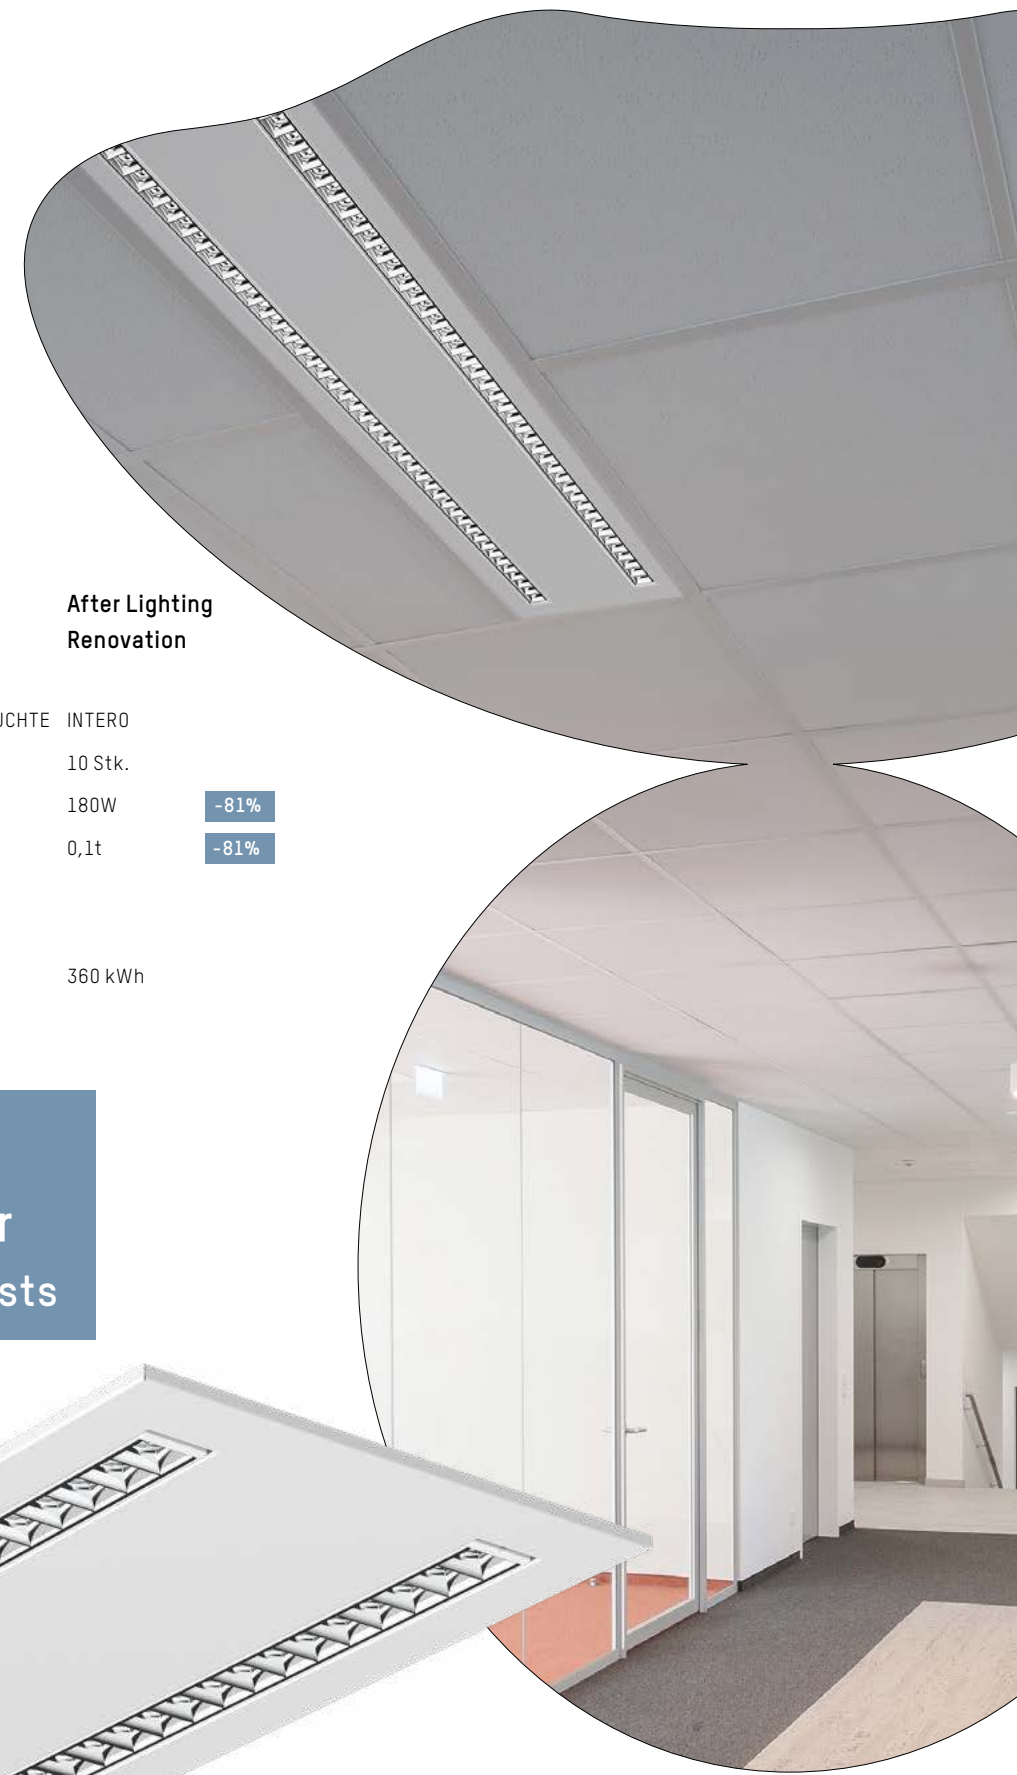 After Lighting
Renovation
UCHTE INTERO
10 Stk.
180W -81%
0,1t -81%
360 kWh
r
sts